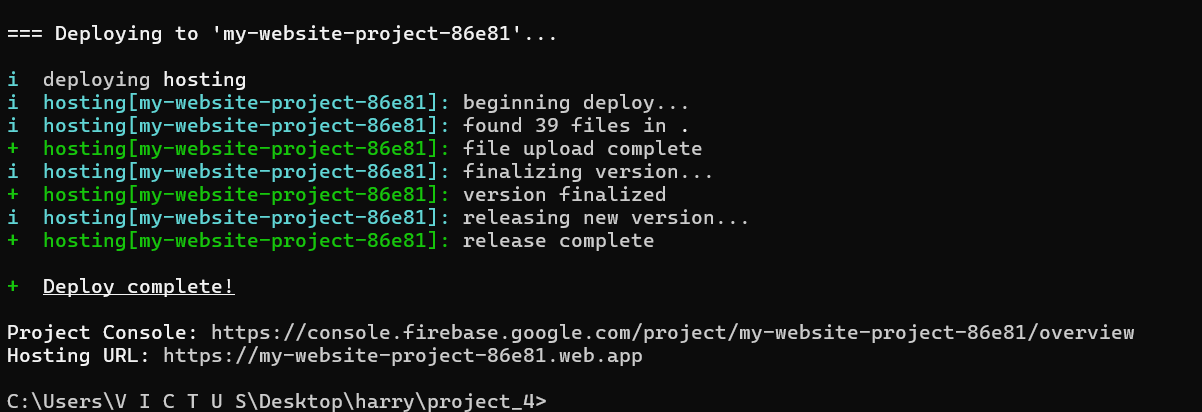 === Deploying to 'my-website-project-86e81'...
i  deploying hosting
i  hosting[my-website-project-86e81]: beginning deploy...
i  hosting[my-website-project-86e81]: found 39 files in .
+  hosting[my-website-project-86e81]: file upload complete
i  hosting[my-website-project-86e81]: finalizing version...
+  hosting[my-website-project-86e81]: version finalized
i  hosting[my-website-project-86e81]: releasing new version...
+  hosting[my-website-project-86e81]: release complete
+  Deploy complete!
Project Console: https://console.firebase.google.com/project/my-website-project-86e81/overview
Hosting URL: https://my-website-project-86e81.web.app
C:\Users\V I C T U S\Desktop\harry\project_4>